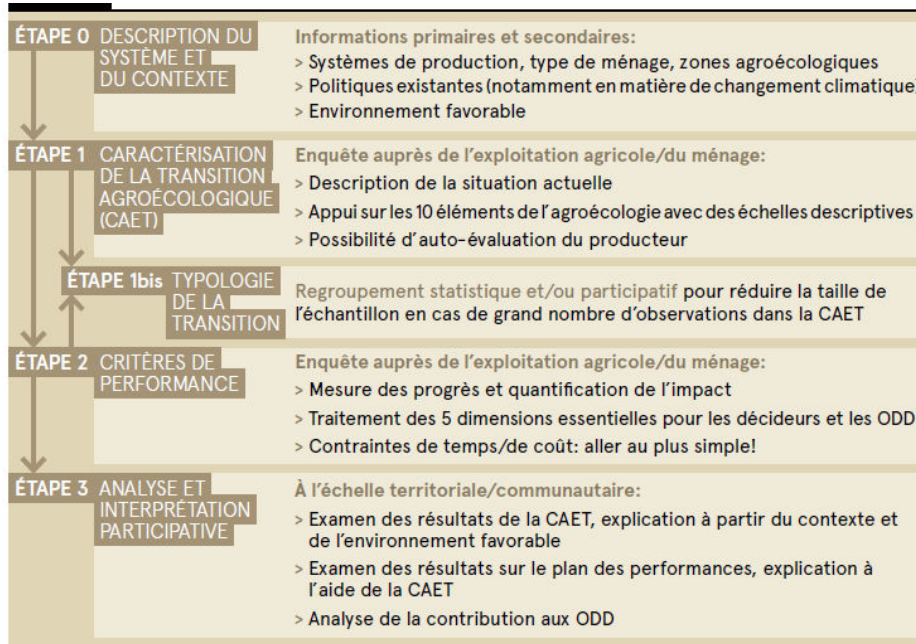 ÉTAPE 0 DESCRIPTION DU
SYSTÈME ET
DU CONTEXTE
Informations primaires et secondaires:
> Systèmes de production, type de ménage, zones agroécologiques
> Politiques existantes (notamment en matière de changement climatique)
> Environnement favorable
ÉTAPE 1 CARACTÉRISATION
DE LA TRANSITION
AGROÉCOLOGIQUE
(CAET)
Enquête auprès de l'exploitation agricole/du ménage:
> Description de la situation actuelle
> Appui sur les 10 éléments de l'agroécologie avec des échelles descriptives
> Possibilité d'auto-évaluation du producteur
ÉTAPE 1bis TYPOLOGIE
DE LA
TRANSITION
Regroupement statistique et/ou participatif pour réduire la taille de
l'échantillon en cas de grand nombre d'observations dans la CAET
ÉTAPE 2 CRITÈRES DE
PERFORMANCE
Enquête auprès de l'exploitation agricole/du ménage:
> Mesure des progrès et quantification de l'impact
> Traitement des 5 dimensions essentielles pour les décideurs et les ODD
> Contraintes de temps/de coût: aller au plus simple!
ÉTAPE 3 ANALYSE ET
INTERPRÉTATION
PARTICIPATIVE
À l'échelle territoriale/communautaire:
> Examen des résultats de la CAET, explication à partir du contexte et
de l'environnement favorable
> Examen des résultats sur le plan des performances, explication à
l'aide de la CAET
> Analyse de la contribution aux ODD